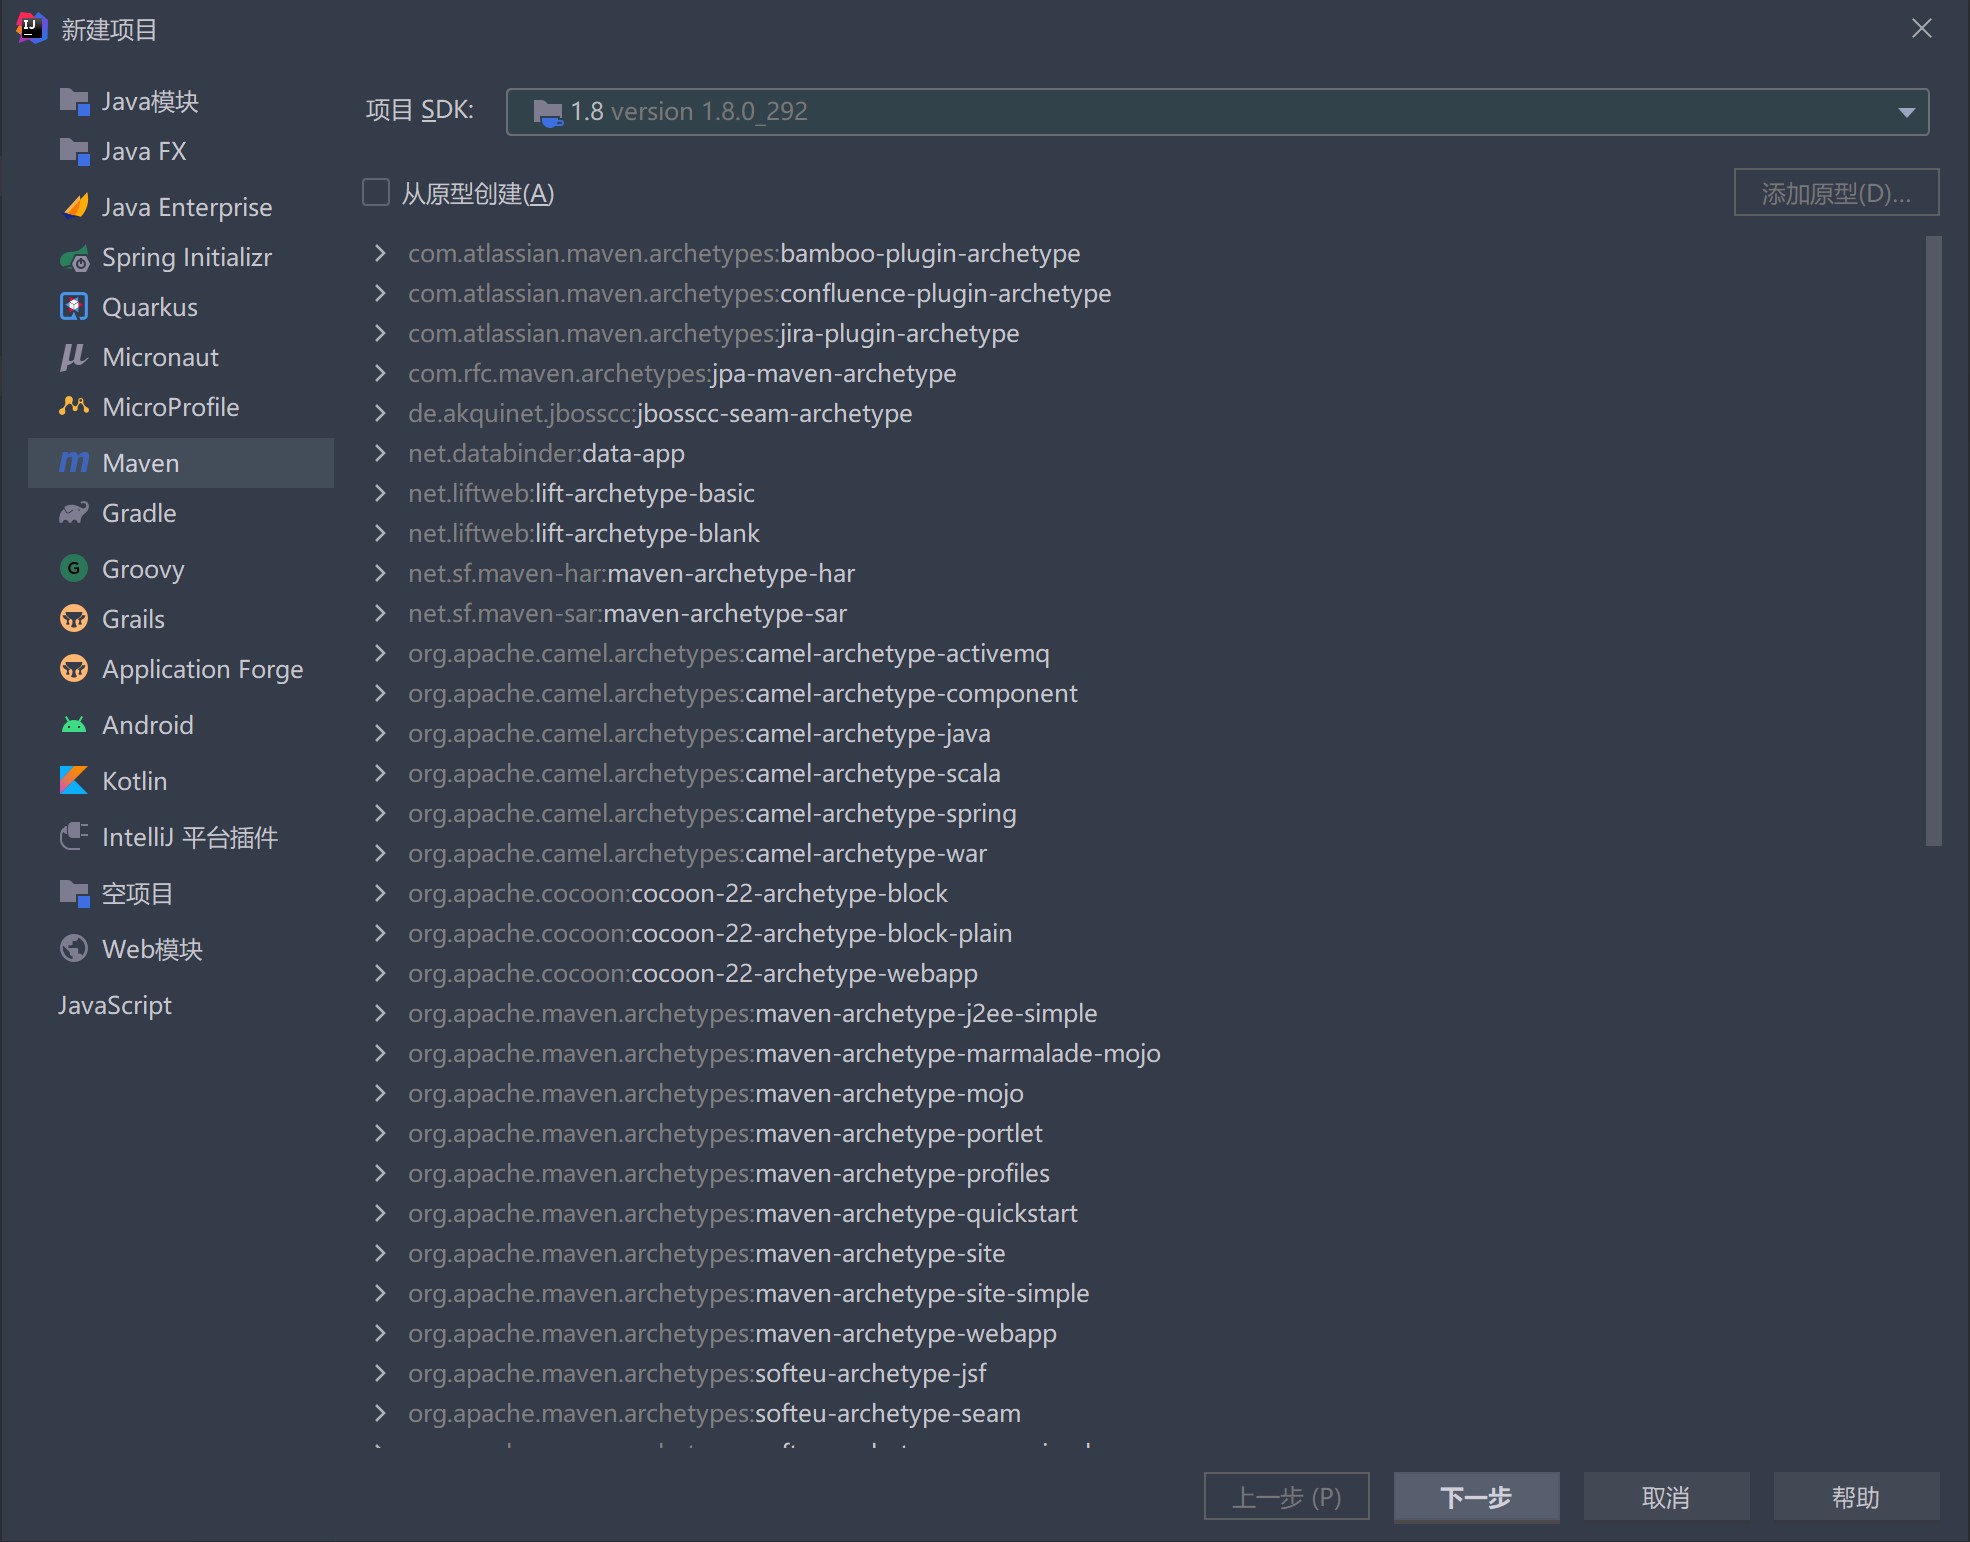 新建项目
Java模块
Java FX
Java Enterprise
Spring Initializr
Quarkus
Micronaut
MicroProfile
Maven
Gradle
Groovy
Grails
Application Forge
Android
Kotlin
IntelliJ 平台插件
空项目
Web模块
JavaScript
项目 SDK: 1.8 version 1.8.0_292
从原型创建(A) 添加原型(D)...
com.atlassian.maven.archetypes:bamboo-plugin-archetype
com.atlassian.maven.archetypes:confluence-plugin-archetype
com.atlassian.maven.archetypes:jira-plugin-archetype
com.rfc.maven.archetypes:jpa-maven-archetype
de.akquinet.jbosscc:jbosscc-seam-archetype
net.databinder:data-app
net.liftweb:lift-archetype-basic
net.liftweb:lift-archetype-blank
net.sf.maven-har:maven-archetype-har
net.sf.maven-sar:maven-archetype-sar
org.apache.camel.archetypes:camel-archetype-activemq
org.apache.camel.archetypes:camel-archetype-component
org.apache.camel.archetypes:camel-archetype-java
org.apache.camel.archetypes:camel-archetype-scala
org.apache.camel.archetypes:camel-archetype-spring
org.apache.camel.archetypes:camel-archetype-war
org.apache.cocoon:cocoon-22-archetype-block
org.apache.cocoon:cocoon-22-archetype-block-plain
org.apache.cocoon:cocoon-22-archetype-webapp
org.apache.maven.archetypes:maven-archetype-j2ee-simple
org.apache.maven.archetypes:maven-archetype-marmalade-mojo
org.apache.maven.archetypes:maven-archetype-mojo
org.apache.maven.archetypes:maven-archetype-portlet
org.apache.maven.archetypes:maven-archetype-profiles
org.apache.maven.archetypes:maven-archetype-quickstart
org.apache.maven.archetypes:maven-archetype-site
org.apache.maven.archetypes:maven-archetype-site-simple
org.apache.maven.archetypes:maven-archetype-webapp
org.apache.maven.archetypes:softeu-archetype-jsf
org.apache.maven.archetypes:softeu-archetype-seam
上一步 (P) 下一步 取消 帮助